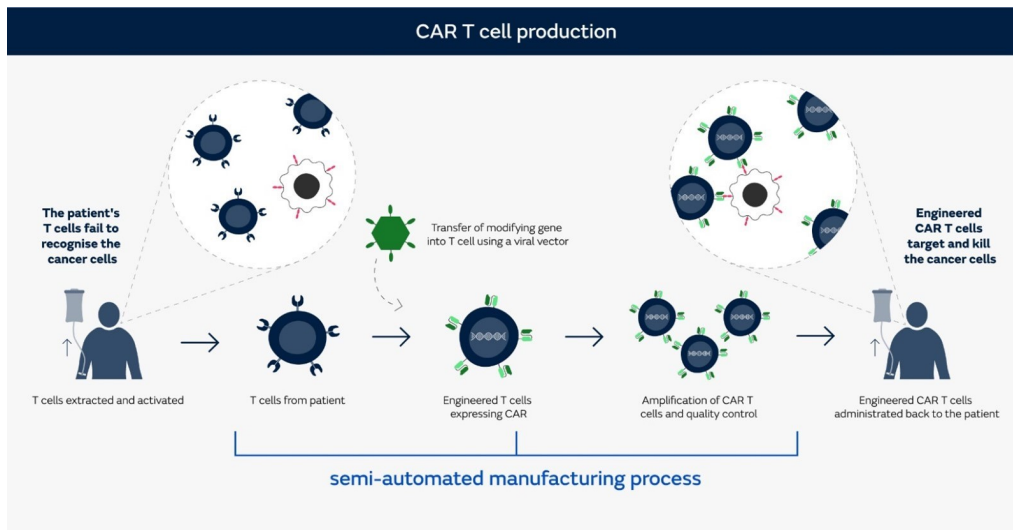 CAR T cell production
The patient's
T cells fail to
recognise the
cancer cells
Transfer of modifying gene
into T cell using a viral vector
Engineered
CAR T cells
target and kill
the cancer cells
T cells extracted and activated
T cells from patient
Engineered T cells
expressing CAR
Amplification of CAR T
cells and quality control
Engineered CAR T cells
administrated back to the patient
semi-automated manufacturing process